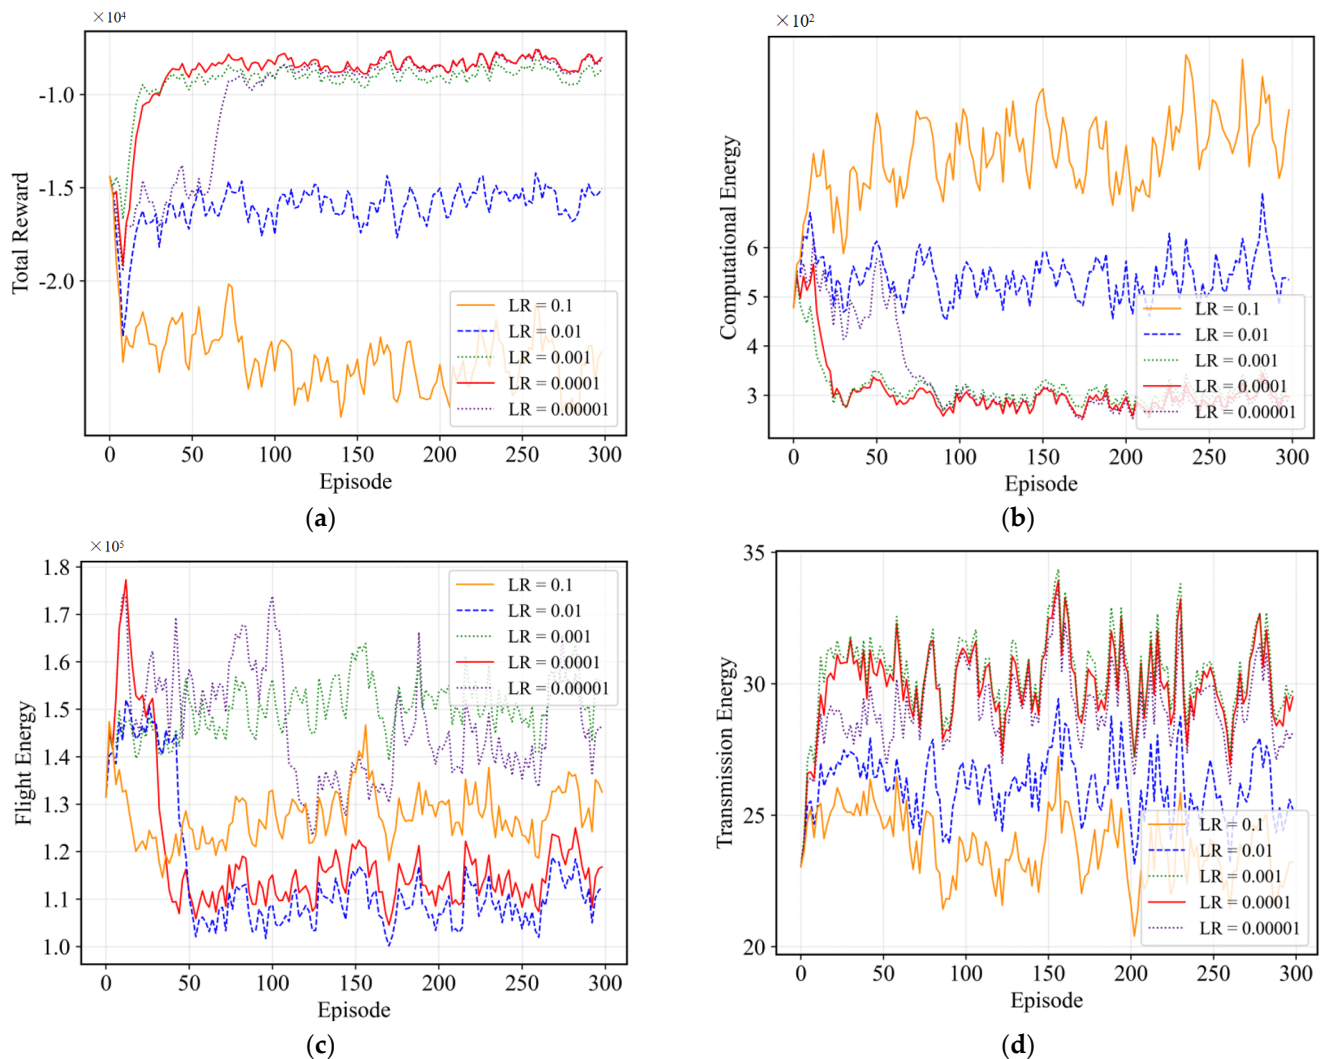 ×10⁴
-1.0
-1.5
-2.0
Total Reward
LR = 0.1
LR = 0.01
LR = 0.001
LR = 0.0001
LR = 0.00001
0 50 100 150 200 250 300
Episode
(a)
×10²
6
5
4
3
Computational Energy
LR = 0.1
LR = 0.01
LR = 0.001
LR = 0.0001
LR = 0.00001
0 50 100 150 200 250 300
Episode
(b)
×10⁵
1.8
1.7
1.6
1.5
1.4
1.3
1.2
1.1
1.0
Flight Energy
LR = 0.1
LR = 0.01
LR = 0.001
LR = 0.0001
LR = 0.00001
0 50 100 150 200 250 300
Episode
(c)
35
30
25
20
Transmission Energy
LR = 0.1
LR = 0.01
LR = 0.001
LR = 0.0001
LR = 0.00001
0 50 100 150 200 250 300
Episode
(d)